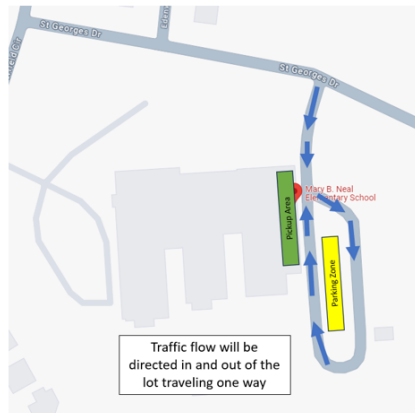 St Georges Dr
St Georges Dr
Mary B. Neal
Elementary School
Pickup Area
Parking Zone
Traffic flow will be
directed in and out of the
lot traveling one way